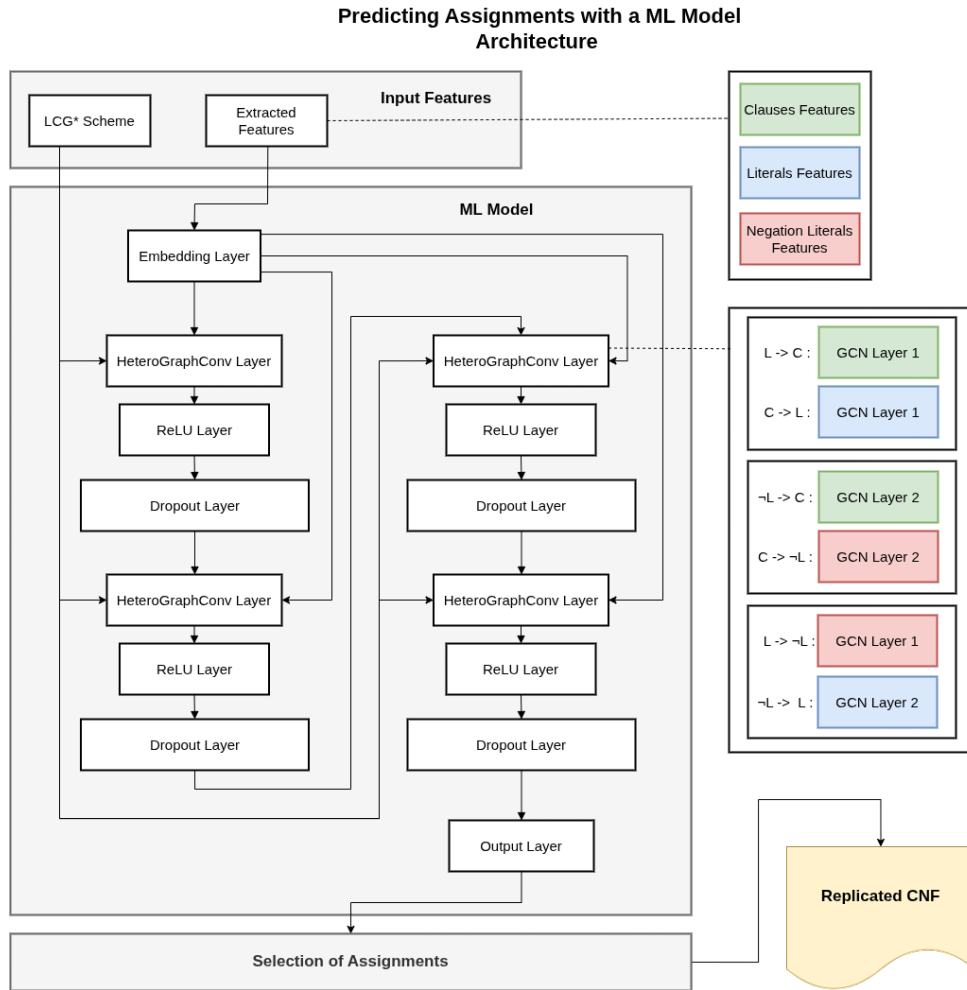 Predicting Assignments with a ML Model
Architecture
Input Features
LCG* Scheme
Extracted
Features
Clauses Features
Literals Features
Negation Literals
Features
ML Model
Embedding Layer
HeteroGraphConv Layer
ReLU Layer
Dropout Layer
HeteroGraphConv Layer
ReLU Layer
Dropout Layer
HeteroGraphConv Layer
ReLU Layer
Dropout Layer
HeteroGraphConv Layer
ReLU Layer
Dropout Layer
Output Layer
L -> C : GCN Layer 1
C -> L : GCN Layer 1
¬L -> C : GCN Layer 2
C -> ¬L : GCN Layer 2
L -> ¬L : GCN Layer 1
¬L -> L : GCN Layer 2
Selection of Assignments
Replicated CNF